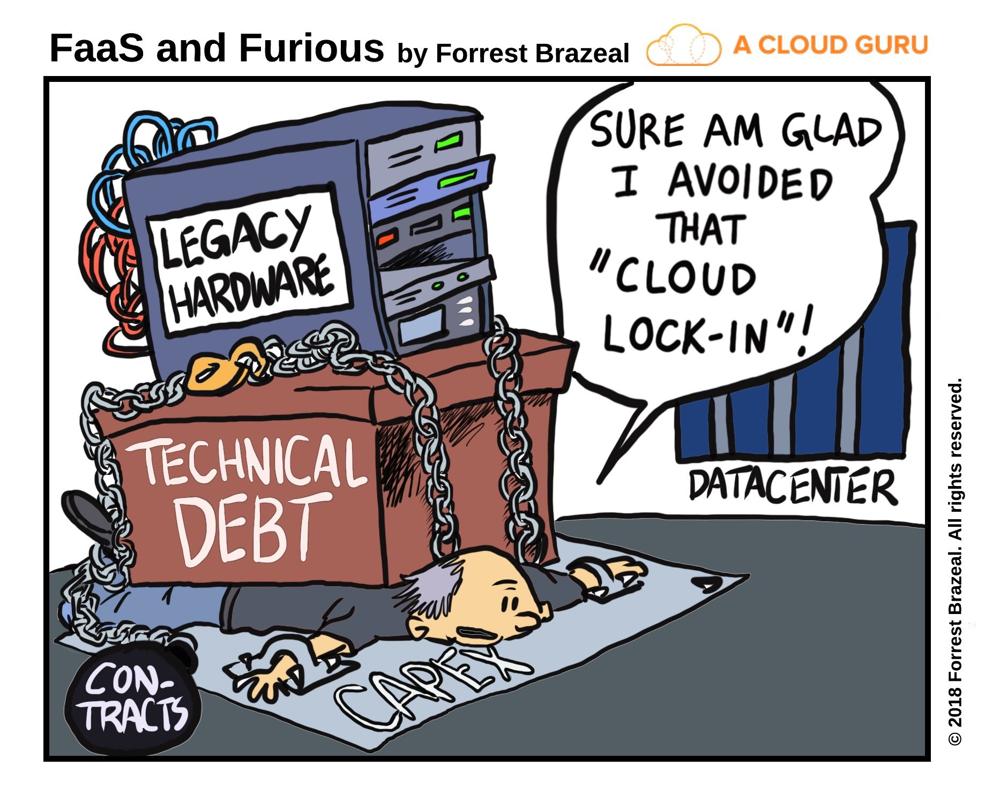 FaaS and Furious by Forrest Brazeal
A CLOUD GURU
SURE AM GLAD
I AVOIDED
THAT
"CLOUD
LOCK-IN"!
LEGACY
HARDWARE
TECHNICAL
DEBT
DATACENTER
CAPEX
CON-
TRACTS
© 2018 Forrest Brazeal. All rights reserved.